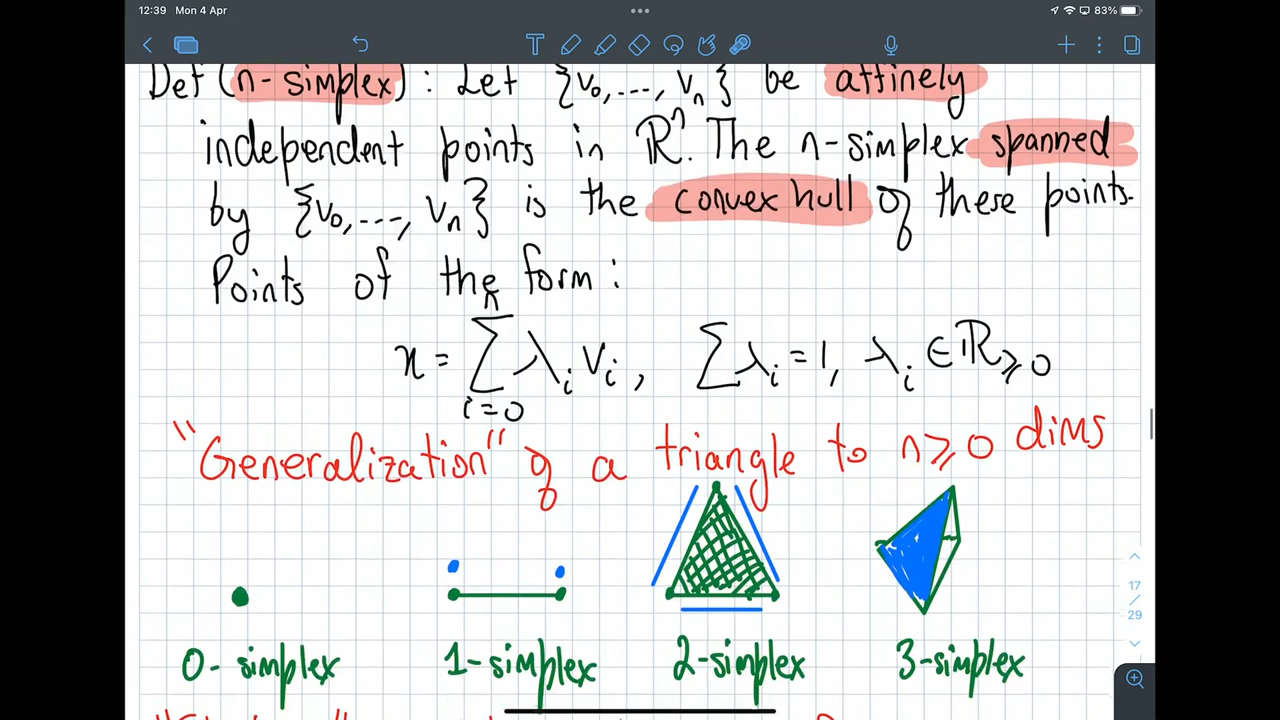 12:39 Mon 4 Apr
83%
Def (n-simplex): Let {v₀,...,vₙ} be affinely
independent points in ℝⁿ. The n-simplex spanned
by {v₀,...,vₙ} is the convex hull of these points.
Points of the form:
x = ∑ᵢ₌₀ⁿ λᵢ vᵢ, ∑λᵢ = 1, λᵢ ∈ ℝ≥0
"Generalization" of a triangle to n≥0 dims
0-simplex 1-simplex 2-simplex 3-simplex
17
/
29